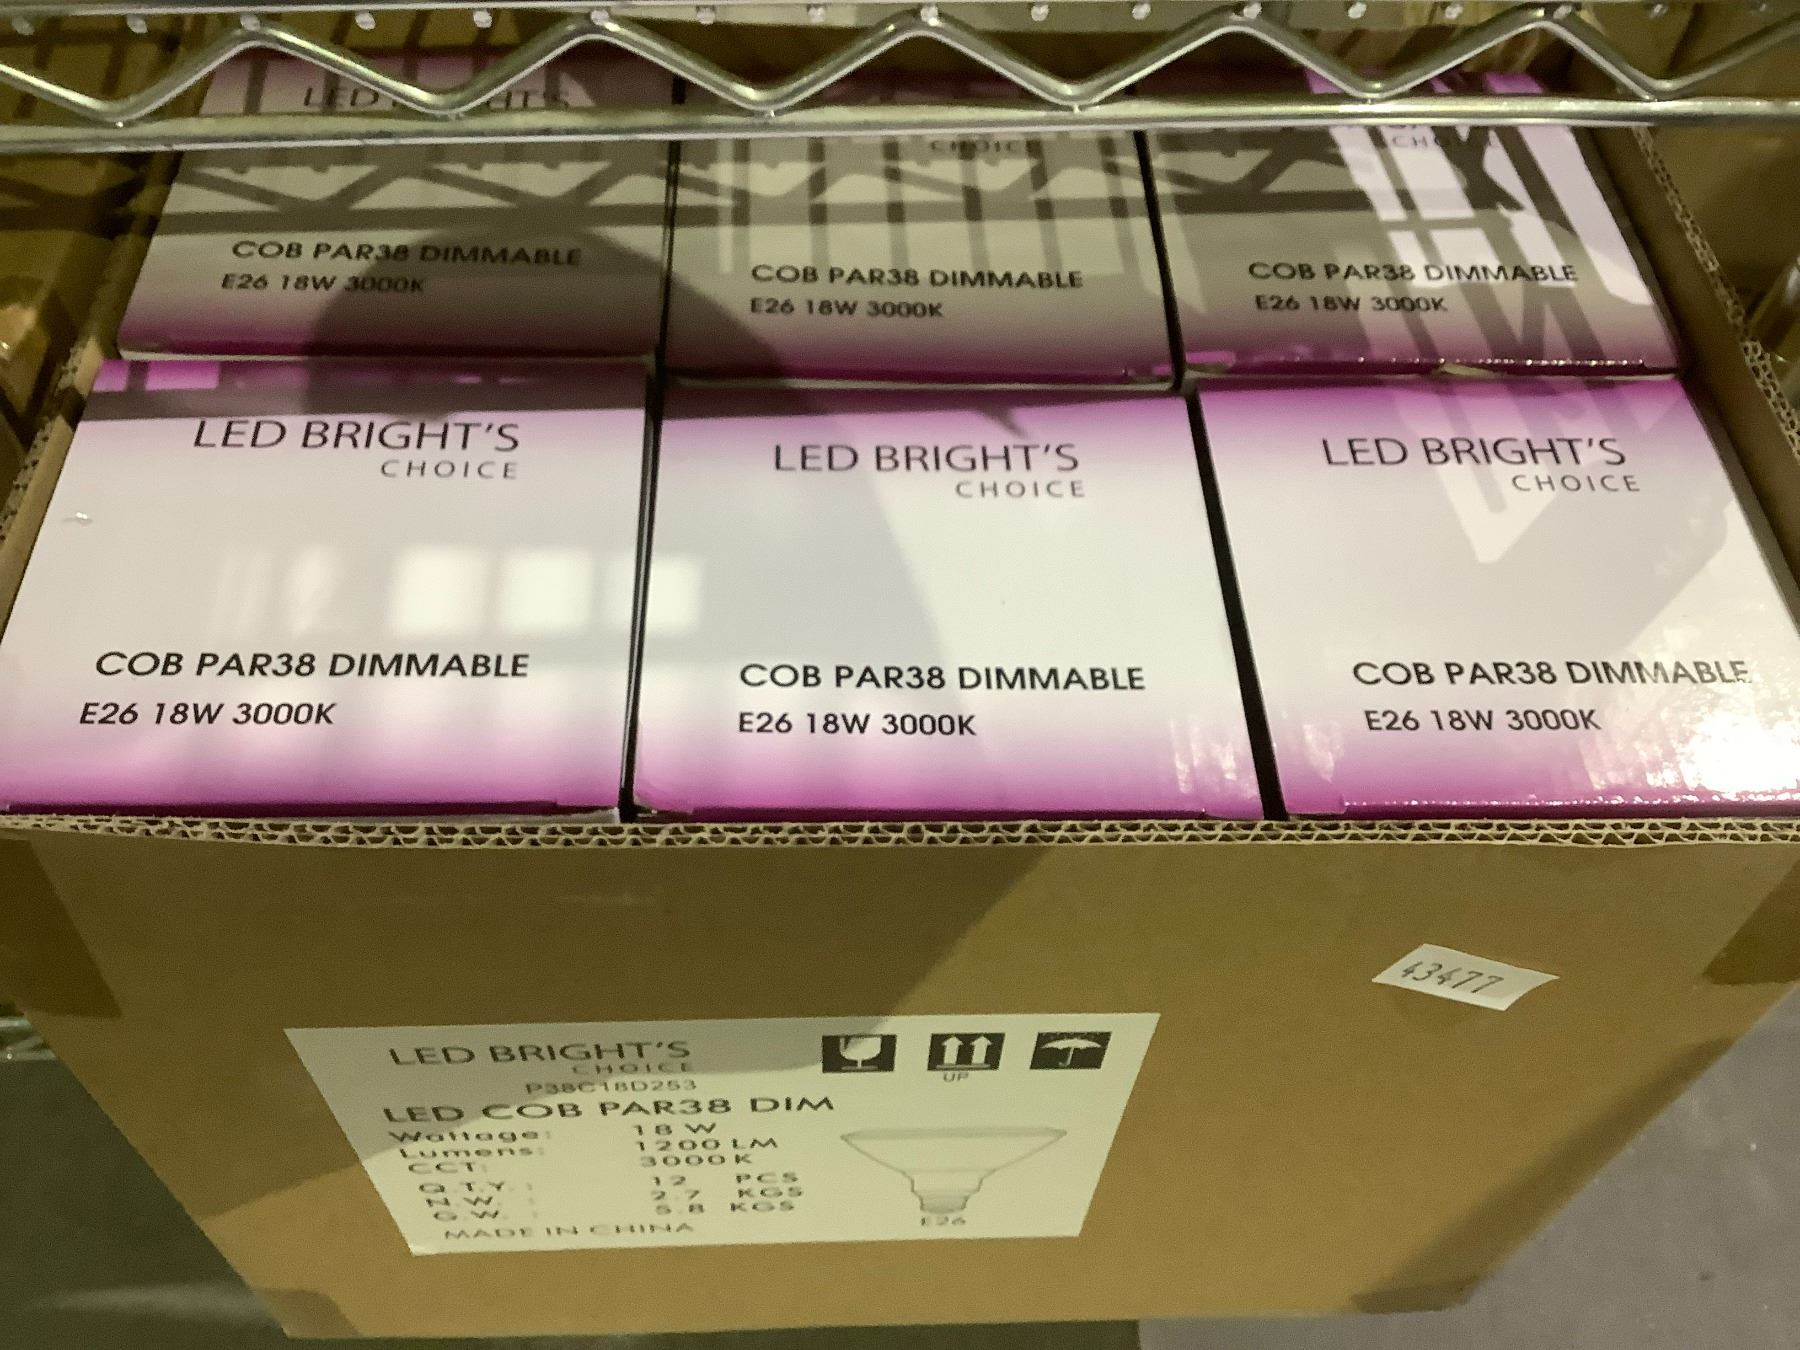 LED
CHOICE
CHOICE
COB PAR38 DIMMABLE
E26 18W 3000K
COB PAR38 DIMMABLE
E26 18W 3000K
COB PAR38 DIMMABLE
E26 18W 3000K
LED BRIGHT'S
CHOICE
COB PAR38 DIMMABLE
E26 18W 3000K
LED BRIGHT'S
CHOICE
COB PAR38 DIMMABLE
E26 18W 3000K
LED BRIGHT'S
CHOICE
COB PAR38 DIMMABLE
E26 18W 3000K
43477
LED BRIGHT'S
CHOICE
P38C18D253
LED COB PAR38 DIM
Wattage: 18 W
Lumens: 1200 LM
CCT: 3000 K
Q.T.Y. : 12 PCS
N.W. : 2.7 KGS
G.W. : 5.8 KGS
MADE IN CHINA
UP
E26